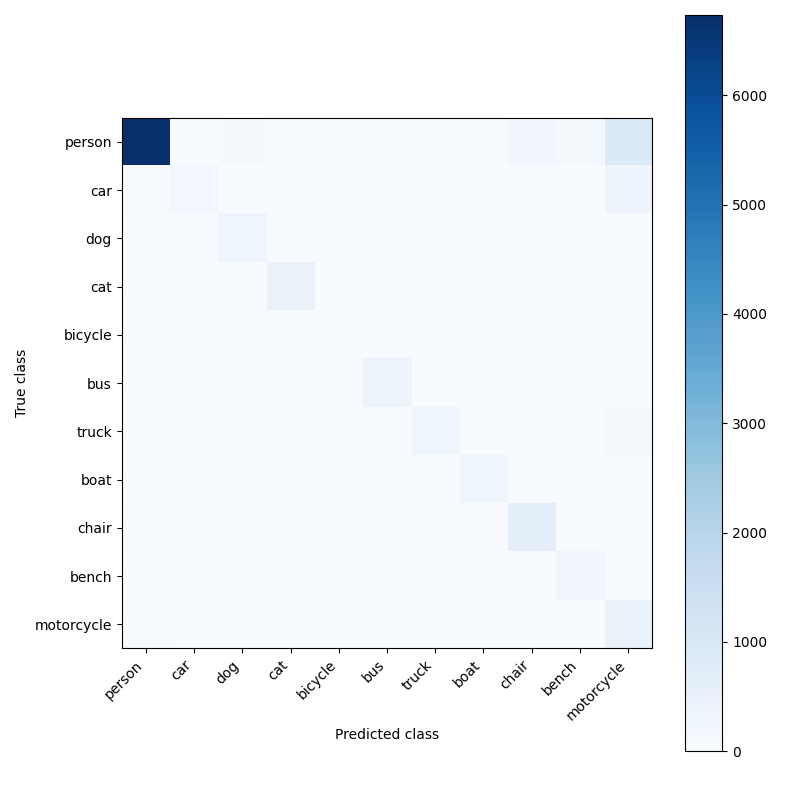 person
car
dog
cat
bicycle
bus
truck
boat
chair
bench
motorcycle
True class
person
car
dog
cat
bicycle
bus
truck
boat
chair
bench
motorcycle
Predicted class
6000
5000
4000
3000
2000
1000
0